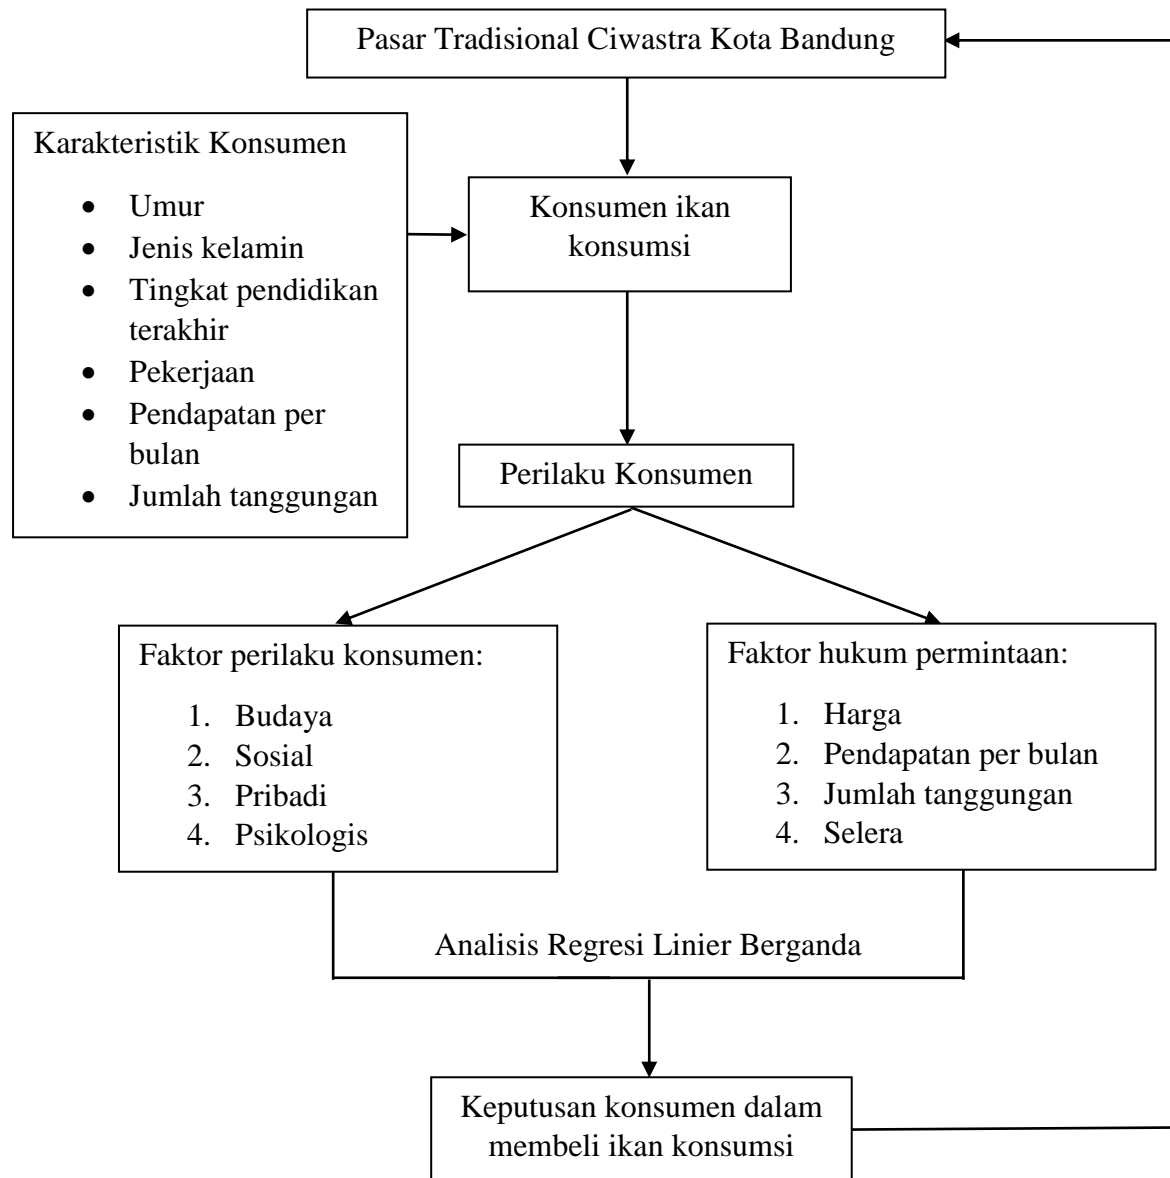 Pasar Tradisional Ciwastra Kota Bandung
Karakteristik Konsumen
• Umur
• Jenis kelamin
• Tingkat pendidikan
terakhir
• Pekerjaan
• Pendapatan per
bulan
• Jumlah tanggungan
Konsumen ikan
konsumsi
Perilaku Konsumen
Faktor perilaku konsumen:
1. Budaya
2. Sosial
3. Pribadi
4. Psikologis
Faktor hukum permintaan:
1. Harga
2. Pendapatan per bulan
3. Jumlah tanggungan
4. Selera
Analisis Regresi Linier Berganda
Keputusan konsumen dalam
membeli ikan konsumsi